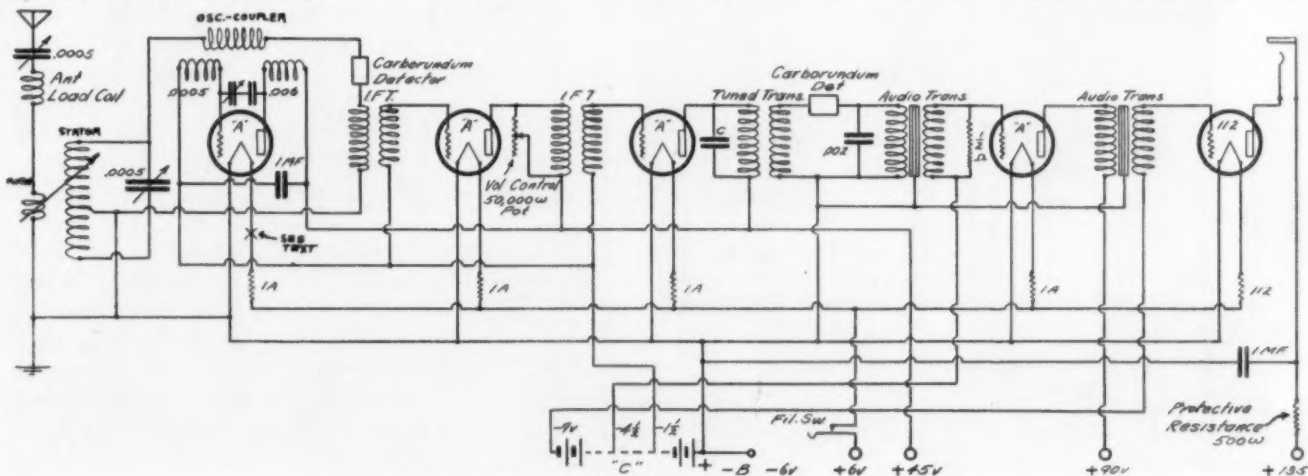 OSC.-COUPLER
.0005
Ant
Load Coil
STATOR
.0005
.0005
.006
"A"
1MF
SEE
TEXT
1A
Carborundum
Detector
I.F.T.
"A"
1A
Vol Control
50,000ω
Pot
I F T
"A"
1A
Tuned Trans.
C
Carborundum
Det
.002
Audio Trans
"A"
1A
Audio Trans
112
112
1MF
Protective
Resistance
500ω
-9v
-4½
-1½
"C"
+
-B
-6v
Fil. Sw.
+6v
+45v
+90v
+135